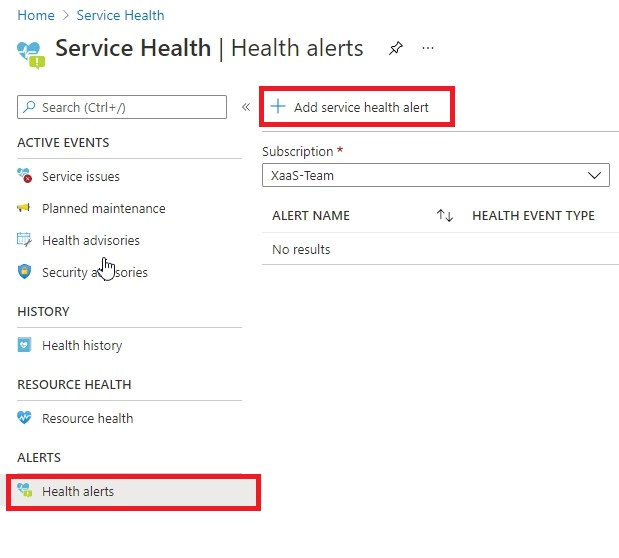 Home > Service Health
Service Health | Health alerts ...
Search (Ctrl+/)
«
+ Add service health alert
ACTIVE EVENTS
Service issues
Planned maintenance
Health advisories
Security advisories
HISTORY
Health history
RESOURCE HEALTH
Resource health
ALERTS
Health alerts
Subscription *
XaaS-Team
ALERT NAME ↑↓ HEALTH EVENT TYPE
No results